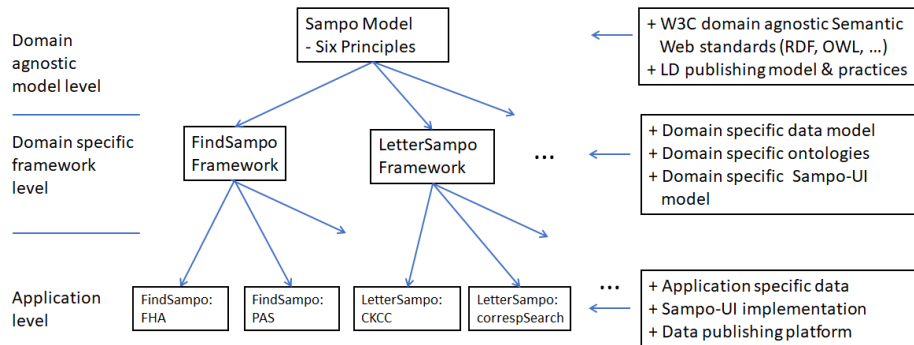 Domain
agnostic
model level
Sampo Model
- Six Principles
+ W3C domain agnostic Semantic
Web standards (RDF, OWL, ...)
+ LD publishing model & practices
Domain specific
framework
level
FindSampo
Framework
LetterSampo
Framework
...
+ Domain specific data model
+ Domain specific ontologies
+ Domain specific Sampo-UI
model
Application
level
FindSampo:
FHA
FindSampo:
PAS
LetterSampo:
CKCC
LetterSampo:
correspSearch
...
+ Application specific data
+ Sampo-UI implementation
+ Data publishing platform